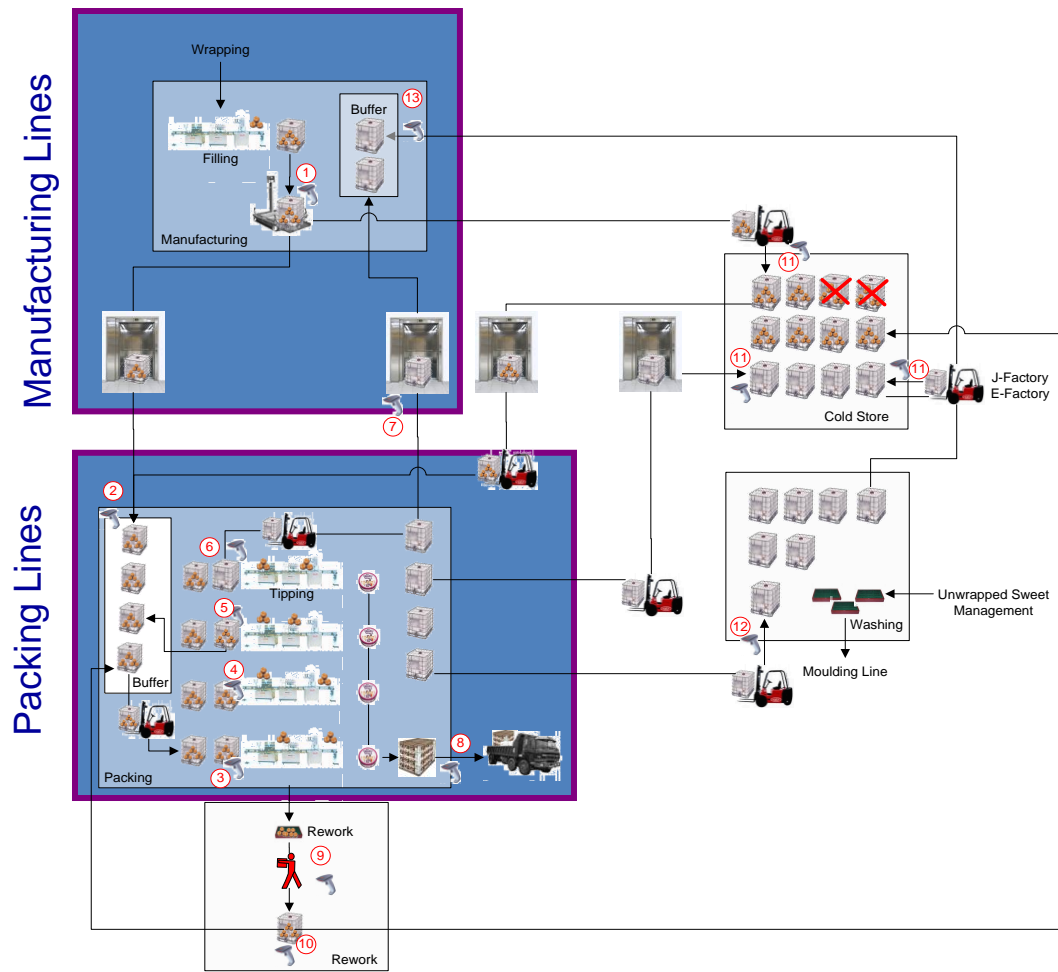 Manufacturing Lines
Wrapping
Buffer
13
Filling
1
Manufacturing
11
11
11
J-Factory
E-Factory
Cold Store
7
Packing Lines
2
6
Tipping
5
4
Buffer
3
8
Packing
Unwrapped Sweet
Management
Washing
12
Moulding Line
Rework
9
10
Rework